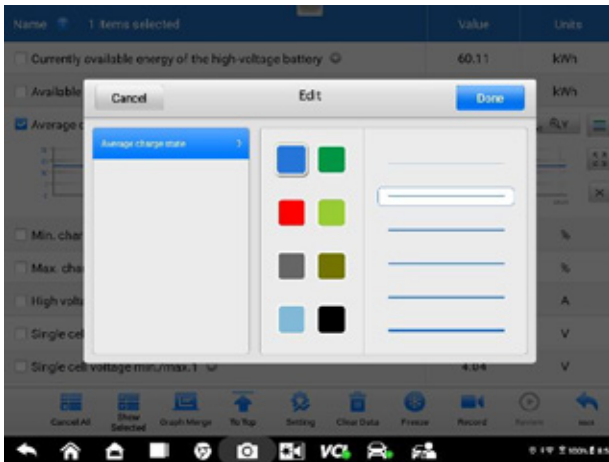 Name 1 items selected Value Units
Currently available energy of the high-voltage battery 60.11 kWh
Available kWh
Cancel Edit Done
Average c
Average charge state
Min. char %
Max. cha %
High volta A
Single cel V
Single cell voltage min./max.1 4.04 V
Cancel All Show Selected Graph Merge To Top Setting Clear Data Freeze Record Review Back
VCI